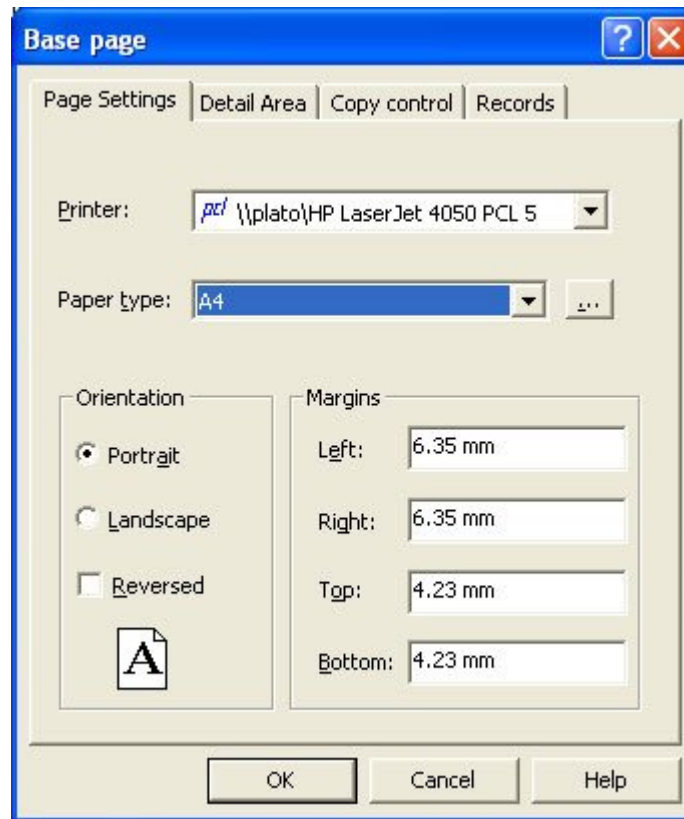 Base page
Page Settings Detail Area Copy control Records
Printer: pcl \\plato\HP LaserJet 4050 PCL 5
Paper type: A4 ...
Orientation
Portrait
Landscape
Reversed
A
Margins
Left: 6.35 mm
Right: 6.35 mm
Top: 4.23 mm
Bottom: 4.23 mm
OK Cancel Help